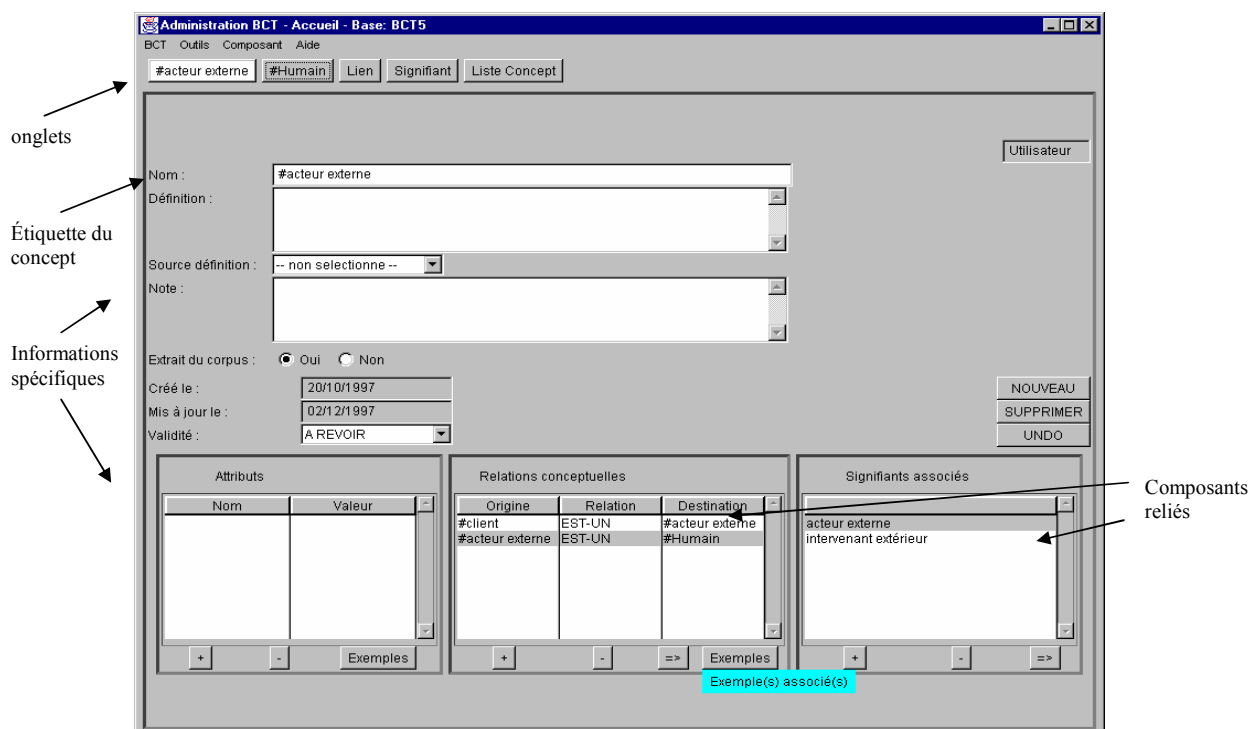 Administration BCT - Accueil - Base: BCT5
BCT Outils Composant Aide
#acteur externe #Humain Lien Signifiant Liste Concept
onglets
Utilisateur
Nom : #acteur externe
Définition :
Étiquette du
concept
Source définition : -- non selectionne --
Note :
Informations
spécifiques
Extrait du corpus : Oui Non
Créé le : 20/10/1997
NOUVEAU
Mis à jour le : 02/12/1997
SUPPRIMER
Validité : A REVOIR
UNDO
Attributs
Relations conceptuelles
Signifiants associés
Composants
reliés
Nom Valeur
Origine Relation Destination
#client EST-UN #acteur externe
#acteur externe EST-UN #Humain
acteur externe
intervenant extérieur
+ - Exemples
+ - => Exemples
+ - =>
Exemple(s) associé(s)